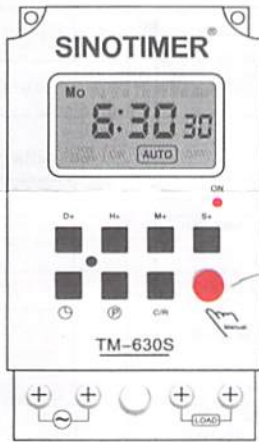 SINOTIMER®
Mo
6:30 30
AUTO
ON
D+ H+ M+ S+
P C/R
Manual
TM-630S
LOAD